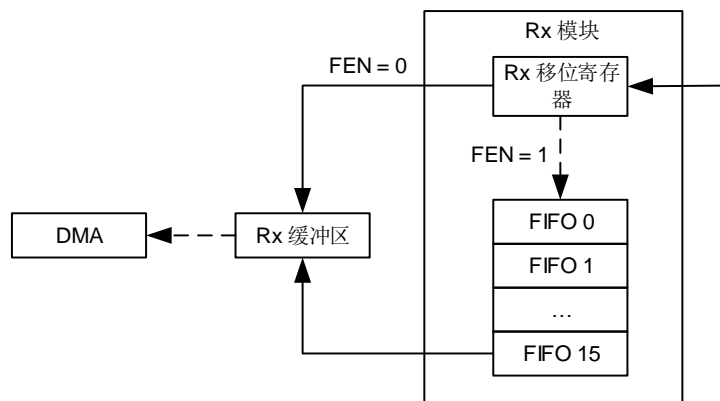 Rx 模块
FEN = 0
Rx 移位寄存
器
FEN = 1
DMA
Rx 缓冲区
FIFO 0
FIFO 1
…
FIFO 15